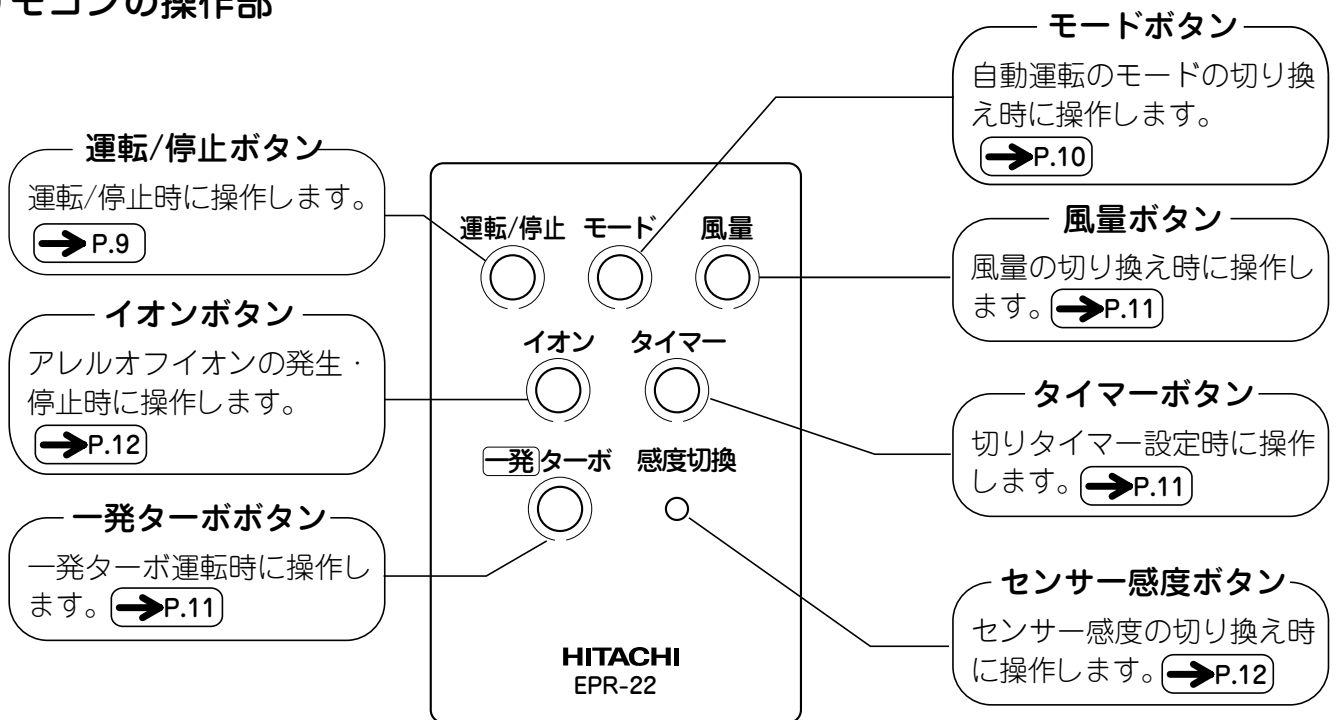 リモコンの操作部
モードボタン
自動運転のモードの切り換
え時に操作します。
➔P.10
運転/停止ボタン
運転/停止時に操作します。
➔P.9
風量ボタン
風量の切り換え時に操作し
ます。➔P.11
イオンボタン
アレルオフイオンの発生・
停止時に操作します。
➔P.12
タイマーボタン
切りタイマー設定時に操作
します。➔P.11
一発ターボボタン
一発ターボ運転時に操作し
ます。➔P.11
センサー感度ボタン
センサー感度の切り換え時
に操作します。➔P.12
運転/停止 モード 風量
イオン タイマー
一発ターボ 感度切換
HITACHI
EPR-22